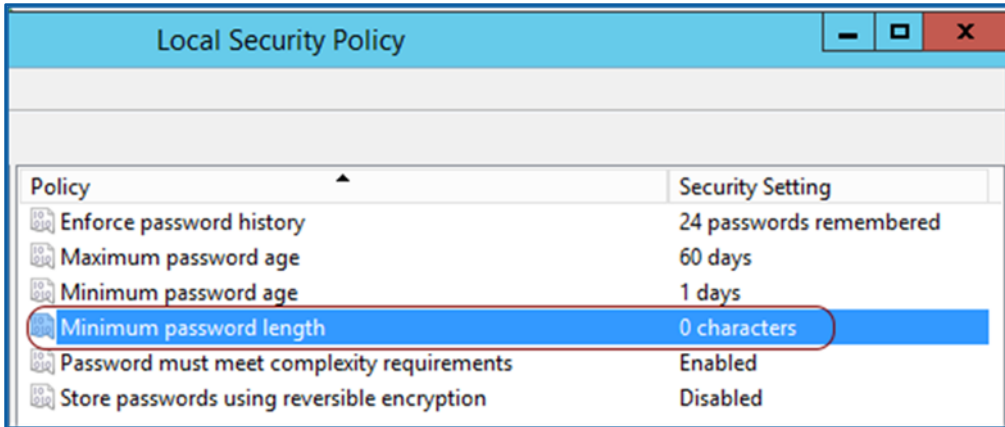 Local Security Policy
Policy Security Setting
Enforce password history 24 passwords remembered
Maximum password age 60 days
Minimum password age 1 days
Minimum password length 0 characters
Password must meet complexity requirements Enabled
Store passwords using reversible encryption Disabled